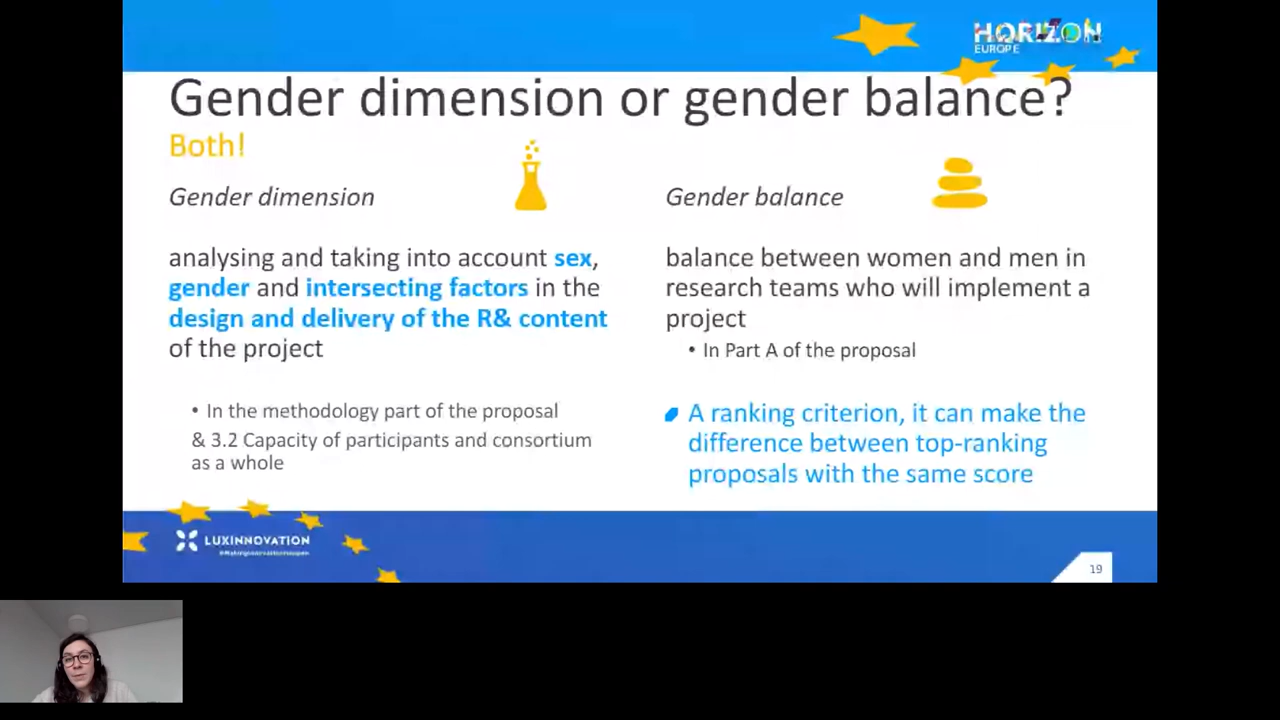 HORIZON
EUROPE
Gender dimension or gender balance?
Both!
Gender dimension
analysing and taking into account sex,
gender and intersecting factors in the
design and delivery of the R& content
of the project
• In the methodology part of the proposal
& 3.2 Capacity of participants and consortium
as a whole
Gender balance
balance between women and men in
research teams who will implement a
project
• In Part A of the proposal
A ranking criterion, it can make the
difference between top-ranking
proposals with the same score
LUXINNOVATION
19